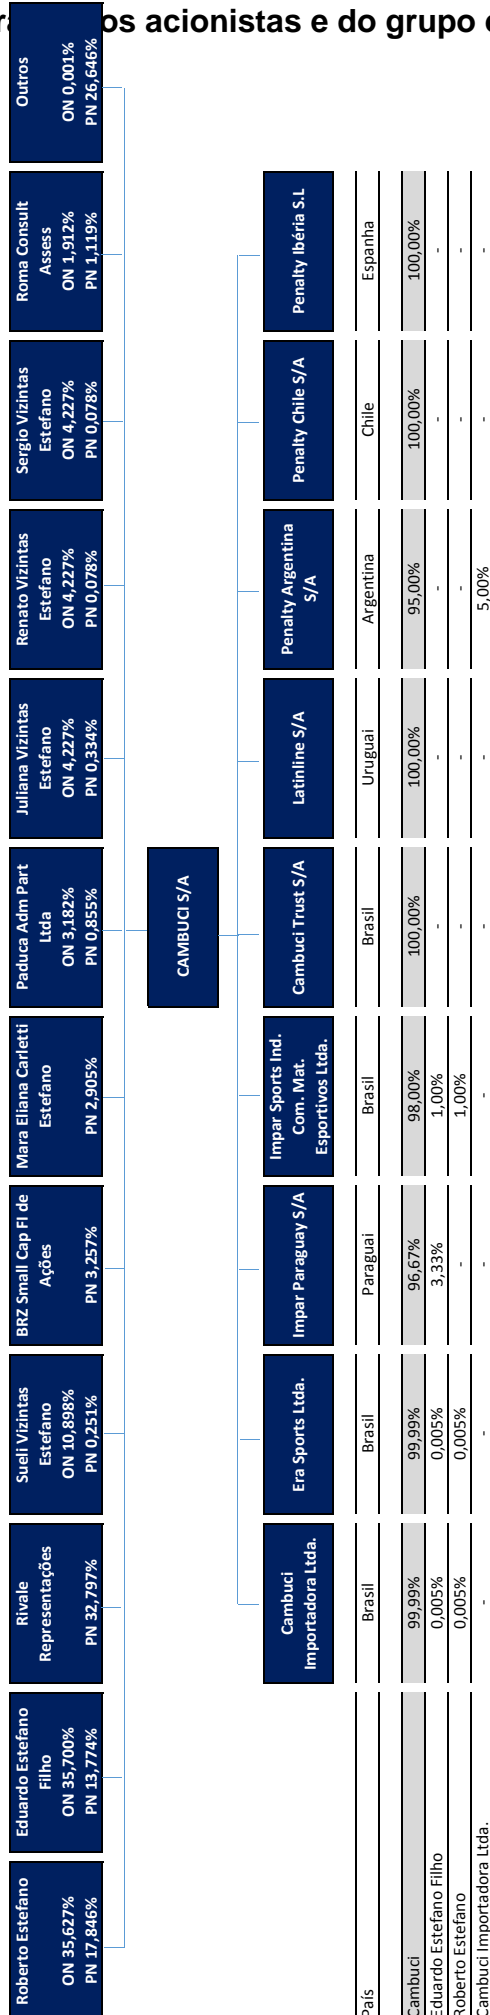 os acionistas e do grupo
Roberto Estefano
ON 35,627%
PN 17,846%
Eduardo Estefano
Filho
ON 35,700%
PN 13,774%
Rivale
Representações
PN 32,797%
Sueli Vizintas
Estefano
ON 10,898%
PN 0,251%
BRZ Small Cap FI de
Ações
PN 3,257%
Mara Eliana Carletti
Estefano
PN 2,905%
Paduca Adm Part
Ltda
ON 3,182%
PN 0,855%
Juliana Vizintas
Estefano
ON 4,227%
PN 0,334%
Renato Vizintas
Estefano
ON 4,227%
PN 0,078%
Sergio Vizintas
Estefano
ON 4,227%
PN 0,078%
Roma Consult
Assess
ON 1,912%
PN 1,119%
Outros
ON 0,001%
PN 26,646%
CAMBUCI S/A
Cambuci
Importadora Ltda.
Era Sports Ltda.
Impar Paraguay S/A
Impar Sports Ind.
Com. Mat.
Esportivos Ltda.
Cambuci Trust S/A
Latinline S/A
Penalty Argentina
S/A
Penalty Chile S/A
Penalty Ibéria S.L
País Brasil Brasil Paraguai Brasil Brasil Uruguai Argentina Chile Espanha
Cambuci 99,99% 99,99% 96,67% 98,00% 100,00% 100,00% 95,00% 100,00% 100,00%
Eduardo Estefano Filho 0,005% 0,005% 3,33% 1,00% - - - - -
Roberto Estefano 0,005% 0,005% - 1,00% - - - - -
Cambuci Importadora Ltda. - - - - - - 5,00% - -